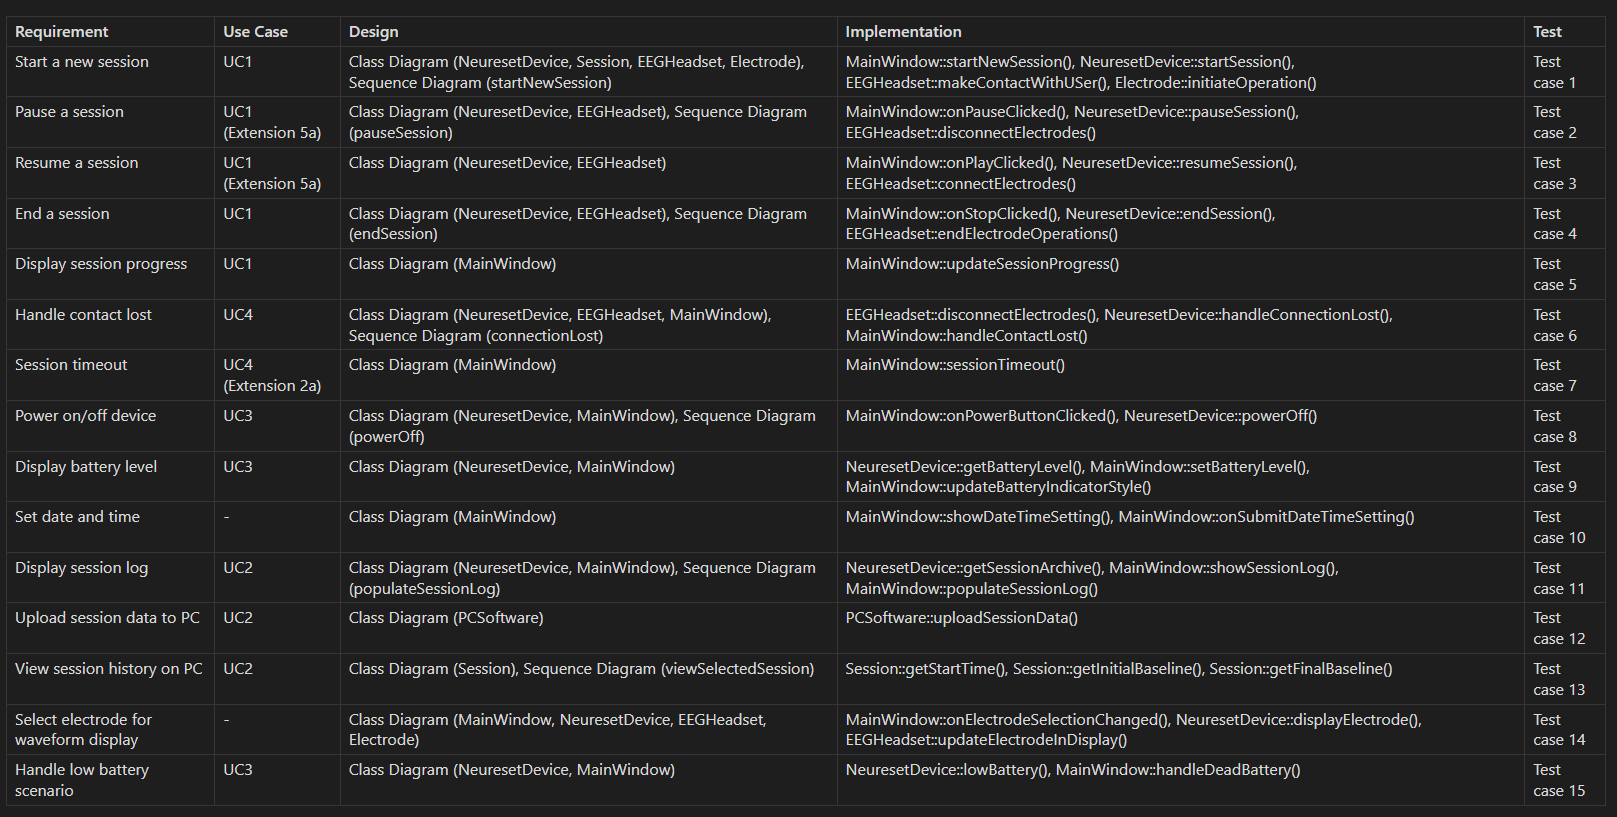 Requirement Use Case Design Implementation Test
Start a new session UC1 Class Diagram (NeuresetDevice, Session, EEGHeadset, Electrode), MainWindow::startNewSession(), NeuresetDevice::startSession(), Test
Sequence Diagram (startNewSession) EEGHeadset::makeContactWithUSer(), Electrode::initiateOperation() case 1
Pause a session UC1 Class Diagram (NeuresetDevice, EEGHeadset), Sequence Diagram MainWindow::onPauseClicked(), NeuresetDevice::pauseSession(), Test
(Extension 5a) (pauseSession) EEGHeadset::disconnectElectrodes() case 2
Resume a session UC1 Class Diagram (NeuresetDevice, EEGHeadset) MainWindow::onPlayClicked(), NeuresetDevice::resumeSession(), Test
(Extension 5a) EEGHeadset::connectElectrodes() case 3
End a session UC1 Class Diagram (NeuresetDevice, EEGHeadset), Sequence Diagram MainWindow::onStopClicked(), NeuresetDevice::endSession(), Test
(endSession) EEGHeadset::endElectrodeOperations() case 4
Display session progress UC1 Class Diagram (MainWindow) MainWindow::updateSessionProgress() Test
case 5
Handle contact lost UC4 Class Diagram (NeuresetDevice, EEGHeadset, MainWindow), EEGHeadset::disconnectElectrodes(), NeuresetDevice::handleConnectionLost(), Test
Sequence Diagram (connectionLost) MainWindow::handleContactLost() case 6
Session timeout UC4 Class Diagram (MainWindow) MainWindow::sessionTimeout() Test
(Extension 2a) case 7
Power on/off device UC3 Class Diagram (NeuresetDevice, MainWindow), Sequence Diagram MainWindow::onPowerButtonClicked(), NeuresetDevice::powerOff() Test
(powerOff) case 8
Display battery level UC3 Class Diagram (NeuresetDevice, MainWindow) NeuresetDevice::getBatteryLevel(), MainWindow::setBatteryLevel(), Test
MainWindow::updateBatteryIndicatorStyle() case 9
Set date and time - Class Diagram (MainWindow) MainWindow::showDateTimeSetting(), MainWindow::onSubmitDateTimeSetting() Test
case 10
Display session log UC2 Class Diagram (NeuresetDevice, MainWindow), Sequence Diagram NeuresetDevice::getSessionArchive(), MainWindow::showSessionLog(), Test
(populateSessionLog) MainWindow::populateSessionLog() case 11
Upload session data to PC UC2 Class Diagram (PCSoftware) PCSoftware::uploadSessionData() Test
case 12
View session history on PC UC2 Class Diagram (Session), Sequence Diagram (viewSelectedSession) Session::getStartTime(), Session::getInitialBaseline(), Session::getFinalBaseline() Test
case 13
Select electrode for - Class Diagram (MainWindow, NeuresetDevice, EEGHeadset, MainWindow::onElectrodeSelectionChanged(), NeuresetDevice::displayElectrode(), Test
waveform display Electrode) EEGHeadset::updateElectrodeInDisplay() case 14
Handle low battery UC3 Class Diagram (NeuresetDevice, MainWindow) NeuresetDevice::lowBattery(), MainWindow::handleDeadBattery() Test
scenario case 15